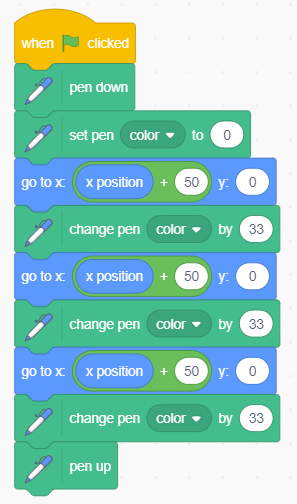 when clicked
pen down
set pen color to 0
go to x: x position + 50 y: 0
change pen color by 33
go to x: x position + 50 y: 0
change pen color by 33
go to x: x position + 50 y: 0
change pen color by 33
pen up